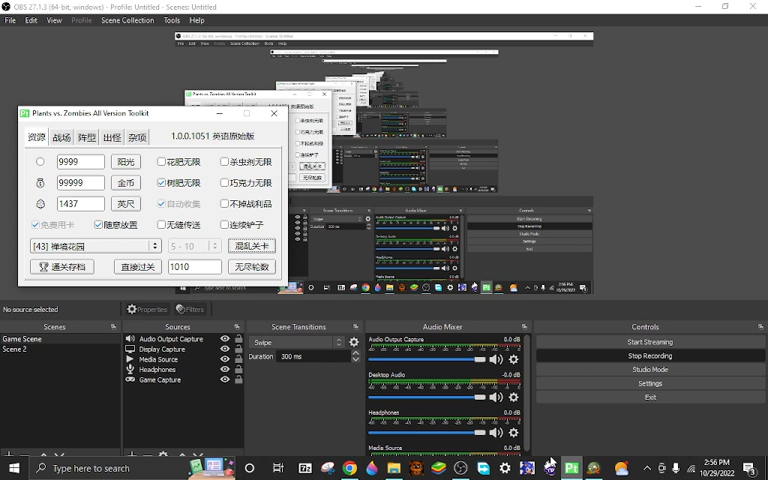 OBS 27.1.3 (64-bit, windows) - Profile: Untitled - Scenes: Untitled
File Edit View Profile Scene Collection Tools Help
Plants vs. Zombies All Version Toolkit
资源 战场 阵型 出怪 杂项 1.0.0.1051 英语原始版
9999 阳光 花肥无限 杀虫剂无限
99999 金币 树肥无限 巧克力无限
1437 英尺 自动收集 不掉战利品
免费用卡 随意放置 无缝传送 连续铲子
[43] 禅境花园 5 - 10 混乱关卡
通关存档 直接过关 1010 无尽轮数
No source selected Properties Filters
Scenes Sources Scene Transitions Audio Mixer Controls
Game Scene Audio Output Capture Swipe Audio Output Capture 0.0 dB Start Streaming
Scene 2 Display Capture Duration 300 ms Stop Recording
Media Source Desktop Audio -0.0 dB Studio Mode
Headphones Settings
Game Capture Headphones 0.0 dB Exit
Media Source 0.0 dB
Type here to search
2:56 PM
10/29/2022